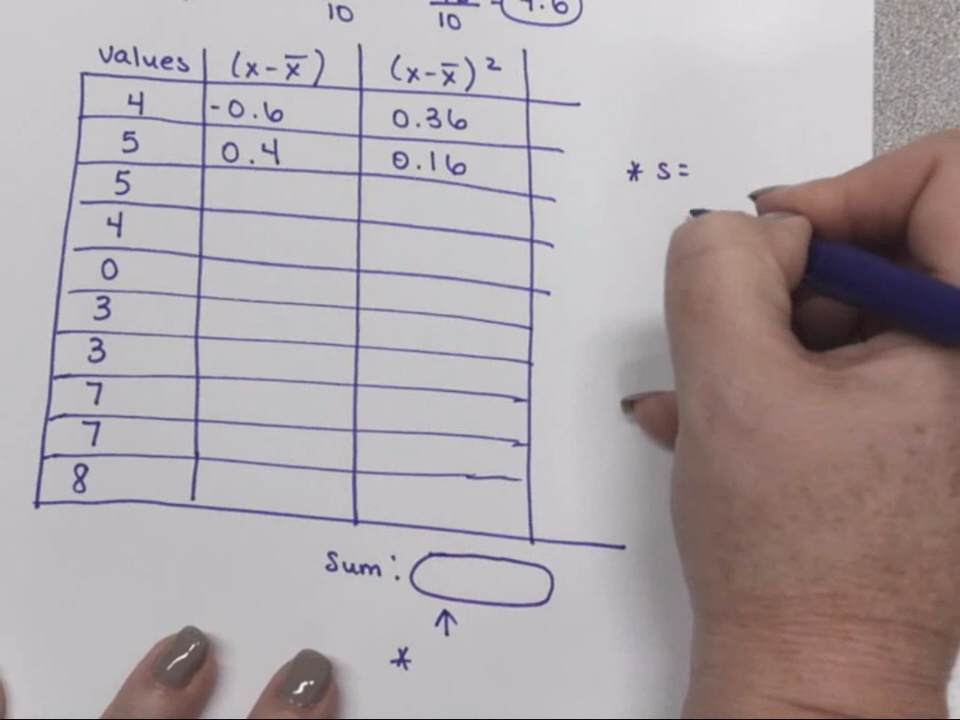 10 10 4.6
values (x-x̄) (x-x̄)²
4 -0.6 0.36
5 0.4 0.16
5
4
0
3
3
7
7
8
* s=
Sum:
↑
*